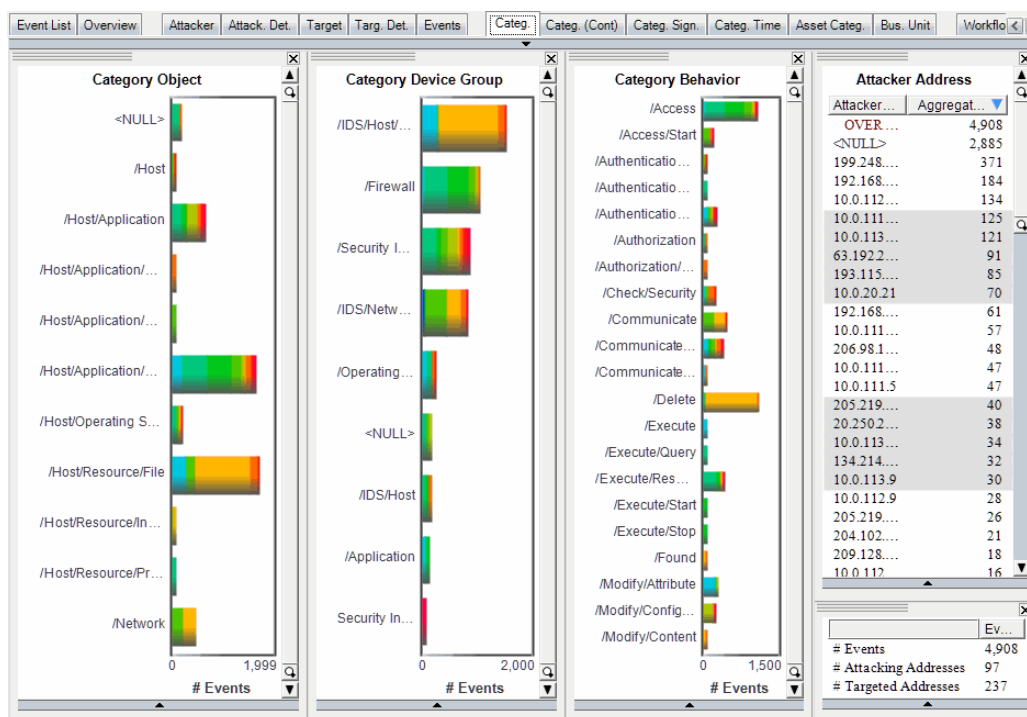 Event List Overview Attacker Attack. Det. Target Targ. Det. Events Categ. Categ. (Cont) Categ. Sign. Categ. Time Asset Categ. Bus. Unit Workflo
Category Object
<NULL>
/Host
/Host/Application
/Host/Application/...
/Host/Application/...
/Host/Application/...
/Host/Operating S...
/Host/Resource/File
/Host/Resource/In...
/Host/Resource/Pr...
/Network
0 1,999
# Events
Category Device Group
/IDS/Host/...
/Firewall
/Security I...
/IDS/Netw...
/Operating...
<NULL>
/IDS/Host
/Application
Security In...
0 2,000
# Events
Category Behavior
/Access
/Access/Start
/Authenticatio...
/Authenticatio...
/Authenticatio...
/Authorization
/Authorization/...
/Check/Security
/Communicate
/Communicate...
/Communicate...
/Delete
/Execute
/Execute/Query
/Execute/Res...
/Execute/Start
/Execute/Stop
/Found
/Modify/Attribute
/Modify/Config...
/Modify/Content
0 1,500
# Events
Attacker Address
Attacker... Aggregat...
OVER... 4,908
<NULL> 2,885
199.248.... 371
192.168.... 184
10.0.112... 134
10.0.111... 125
10.0.113... 121
63.192.2... 91
193.115.... 85
10.0.20.21 70
192.168.... 61
10.0.111... 57
206.98.1... 48
10.0.111... 47
10.0.111.5 47
205.219.... 40
20.250.2... 38
10.0.113... 34
134.214.... 32
10.0.113.9 30
10.0.112.9 28
205.219.... 26
204.102.... 21
209.128.... 18
10.0.112... 16
Ev...
# Events 4,908
# Attacking Addresses 97
# Targeted Addresses 237